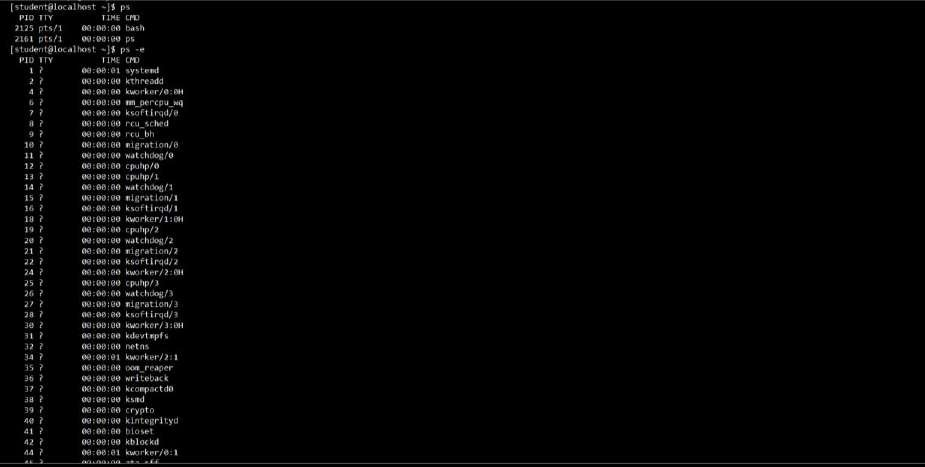 [student@localhost ~]$ ps
PID TTY TIME CMD
2125 pts/1 00:00:00 bash
2161 pts/1 00:00:00 ps
[student@localhost ~]$ ps -e
PID TTY TIME CMD
1 ? 00:00:01 systemd
2 ? 00:00:00 kthreadd
4 ? 00:00:00 kworker/0:0H
6 ? 00:00:00 mm_percpu_wq
7 ? 00:00:00 ksoftirqd/0
8 ? 00:00:00 rcu_sched
9 ? 00:00:00 rcu_bh
10 ? 00:00:00 migration/0
11 ? 00:00:00 watchdog/0
12 ? 00:00:00 cpuhp/0
13 ? 00:00:00 cpuhp/1
14 ? 00:00:00 watchdog/1
15 ? 00:00:00 migration/1
16 ? 00:00:00 ksoftirqd/1
18 ? 00:00:00 kworker/1:0H
19 ? 00:00:00 cpuhp/2
20 ? 00:00:00 watchdog/2
21 ? 00:00:00 migration/2
22 ? 00:00:00 ksoftirqd/2
24 ? 00:00:00 kworker/2:0H
25 ? 00:00:00 cpuhp/3
26 ? 00:00:00 watchdog/3
27 ? 00:00:00 migration/3
28 ? 00:00:00 ksoftirqd/3
30 ? 00:00:00 kworker/3:0H
31 ? 00:00:00 kdevtmpfs
32 ? 00:00:00 netns
34 ? 00:00:01 kworker/2:1
35 ? 00:00:00 oom_reaper
36 ? 00:00:00 writeback
37 ? 00:00:00 kcompactd0
38 ? 00:00:00 ksmd
39 ? 00:00:00 crypto
40 ? 00:00:00 kintegrityd
41 ? 00:00:00 bioset
42 ? 00:00:00 kblockd
44 ? 00:00:01 kworker/0:1